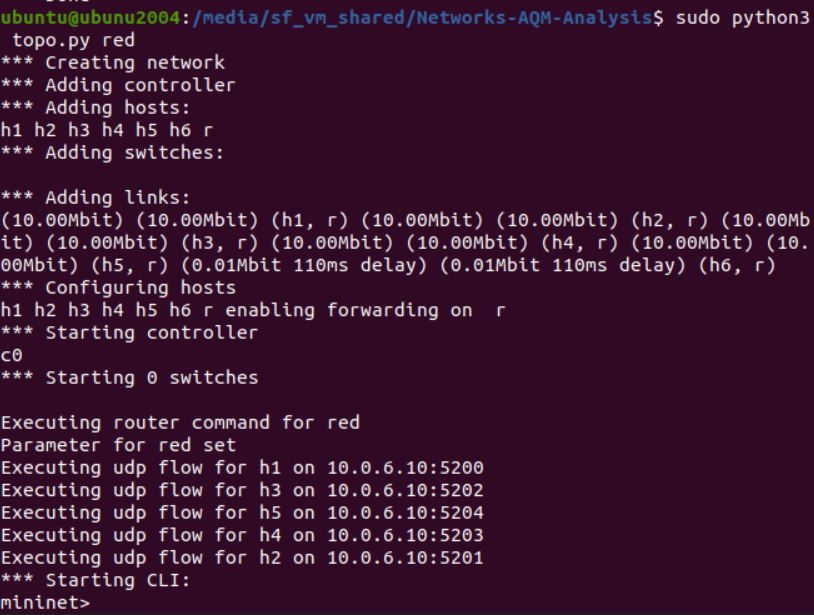 ubuntu@ubunu2004:/media/sf_vm_shared/Networks-AQM-Analysis$ sudo python3
 topo.py red
*** Creating network
*** Adding controller
*** Adding hosts:
h1 h2 h3 h4 h5 h6 r
*** Adding switches:

*** Adding links:
(10.00Mbit) (10.00Mbit) (h1, r) (10.00Mbit) (10.00Mbit) (h2, r) (10.00Mb
it) (10.00Mbit) (h3, r) (10.00Mbit) (10.00Mbit) (h4, r) (10.00Mbit) (10.
00Mbit) (h5, r) (0.01Mbit 110ms delay) (0.01Mbit 110ms delay) (h6, r)
*** Configuring hosts
h1 h2 h3 h4 h5 h6 r enabling forwarding on  r
*** Starting controller
c0
*** Starting 0 switches

Executing router command for red
Parameter for red set
Executing udp flow for h1 on 10.0.6.10:5200
Executing udp flow for h3 on 10.0.6.10:5202
Executing udp flow for h5 on 10.0.6.10:5204
Executing udp flow for h4 on 10.0.6.10:5203
Executing udp flow for h2 on 10.0.6.10:5201
*** Starting CLI:
mininet>